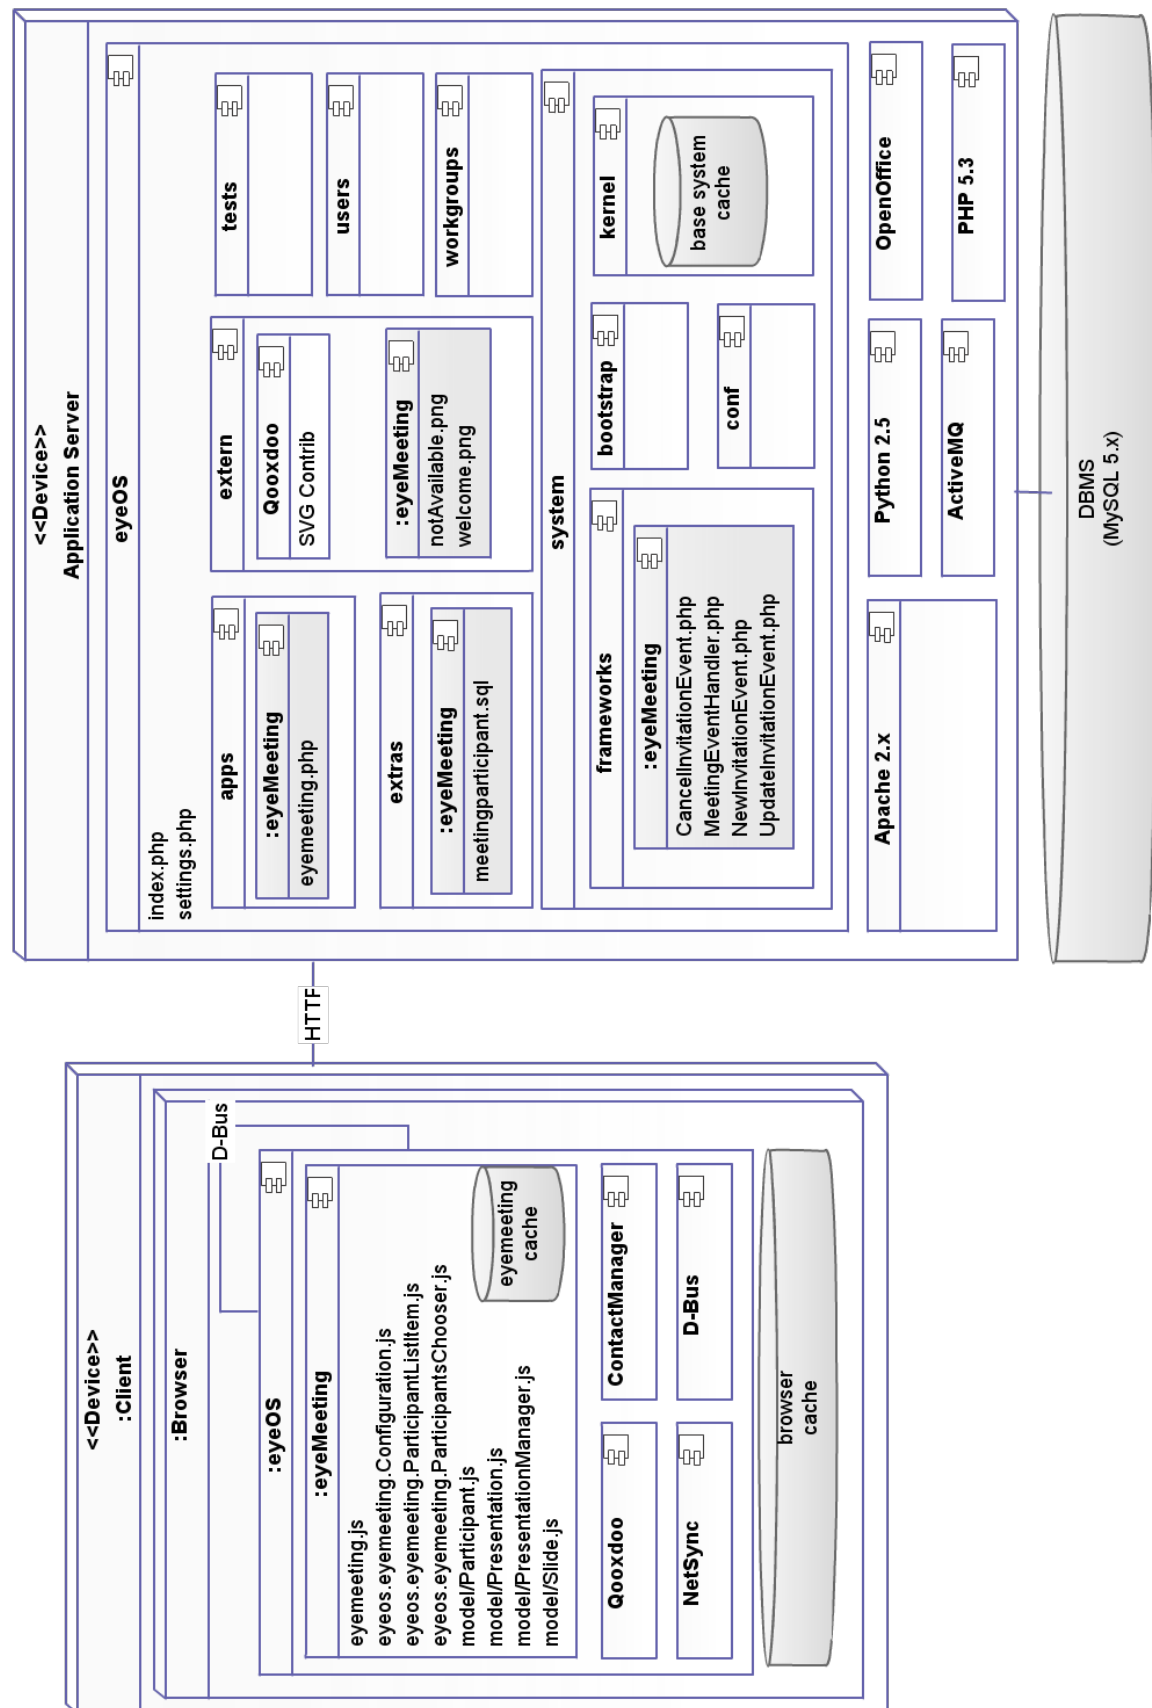 <<Device>>
:Client
:Browser
D-Bus
:eyeOS
:eyeMeeting
eyemeeting.js
eyeos.eyemeeting.Configuration.js
eyeos.eyemeeting.ParticipantListItem.js
eyeos.eyemeeting.ParticipantsChooser.js
model/Participant.js
model/Presentation.js
model/PresentationManager.js
model/Slide.js
eyemeeting
cache
Qooxdoo
ContactManager
NetSync
D-Bus
browser
cache
HTTP
<<Device>>
Application Server
eyeOS
index.php
settings.php
apps
:eyeMeeting
eyemeeting.php
extern
Qooxdoo
SVG Contrib
:eyeMeeting
notAvailable.png
welcome.png
tests
users
workgroups
extras
:eyeMeeting
meetingparticipant.sql
system
frameworks
:eyeMeeting
CancelInvitationEvent.php
MeetingEventHandler.php
NewInvitationEvent.php
UpdateInvitationEvent.php
bootstrap
conf
kernel
base system
cache
Apache 2.x
Python 2.5
OpenOffice
ActiveMQ
PHP 5.3
DBMS
(MySQL 5.x)